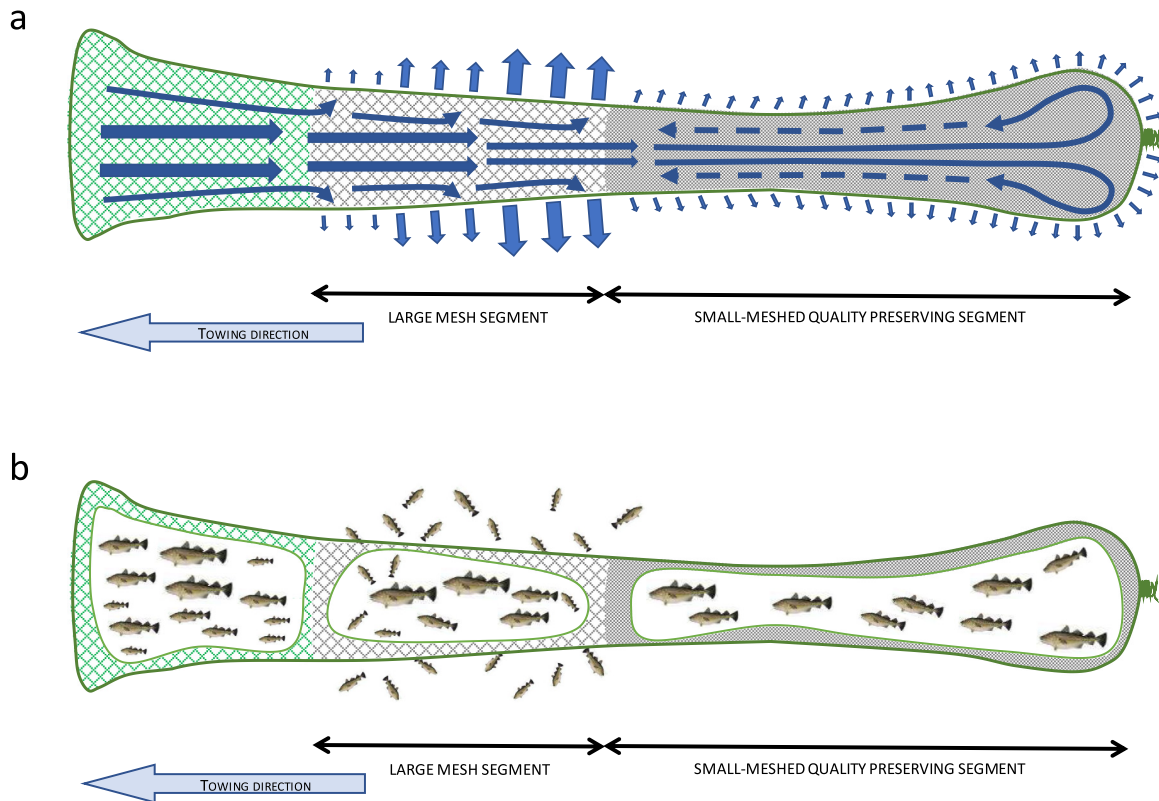 a
LARGE MESH SEGMENT
SMALL-MESHED QUALITY PRESERVING SEGMENT
TOWING DIRECTION
b
LARGE MESH SEGMENT
SMALL-MESHED QUALITY PRESERVING SEGMENT
TOWING DIRECTION